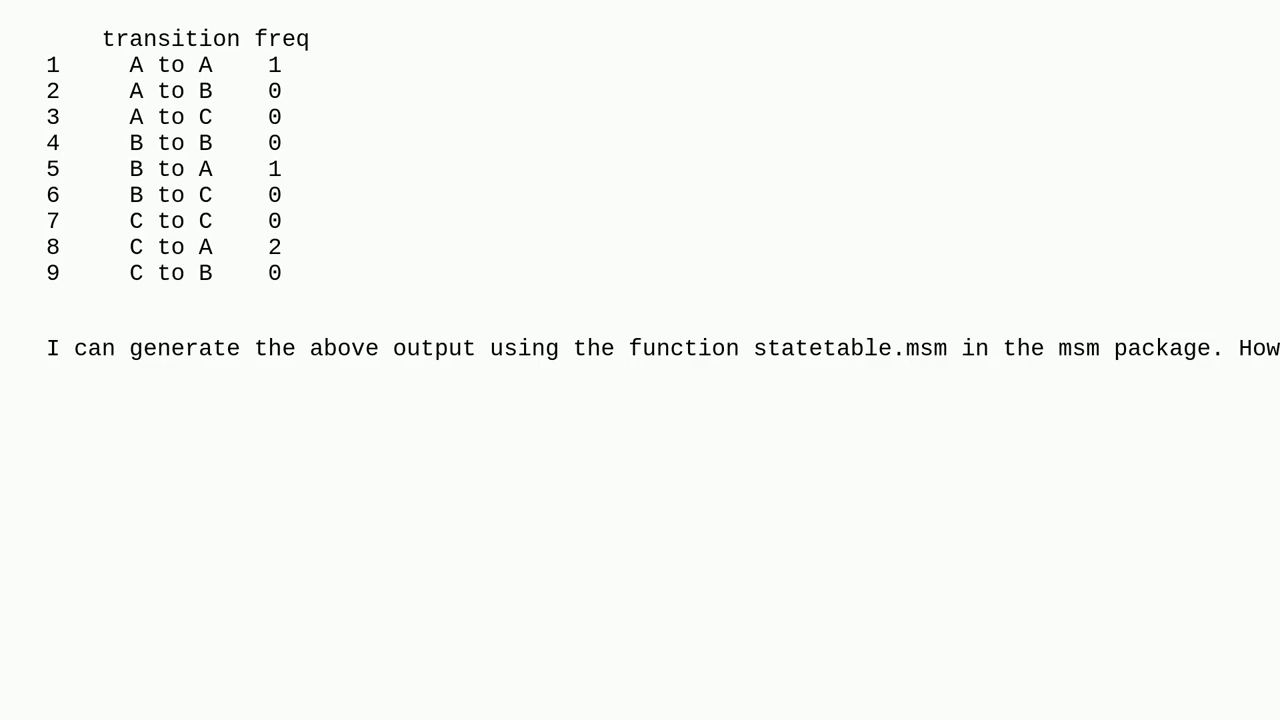 transition freq
1 A to A 1
2 A to B 0
3 A to C 0
4 B to B 0
5 B to A 1
6 B to C 0
7 C to C 0
8 C to A 2
9 C to B 0
I can generate the above output using the function statetable.msm in the msm package. How